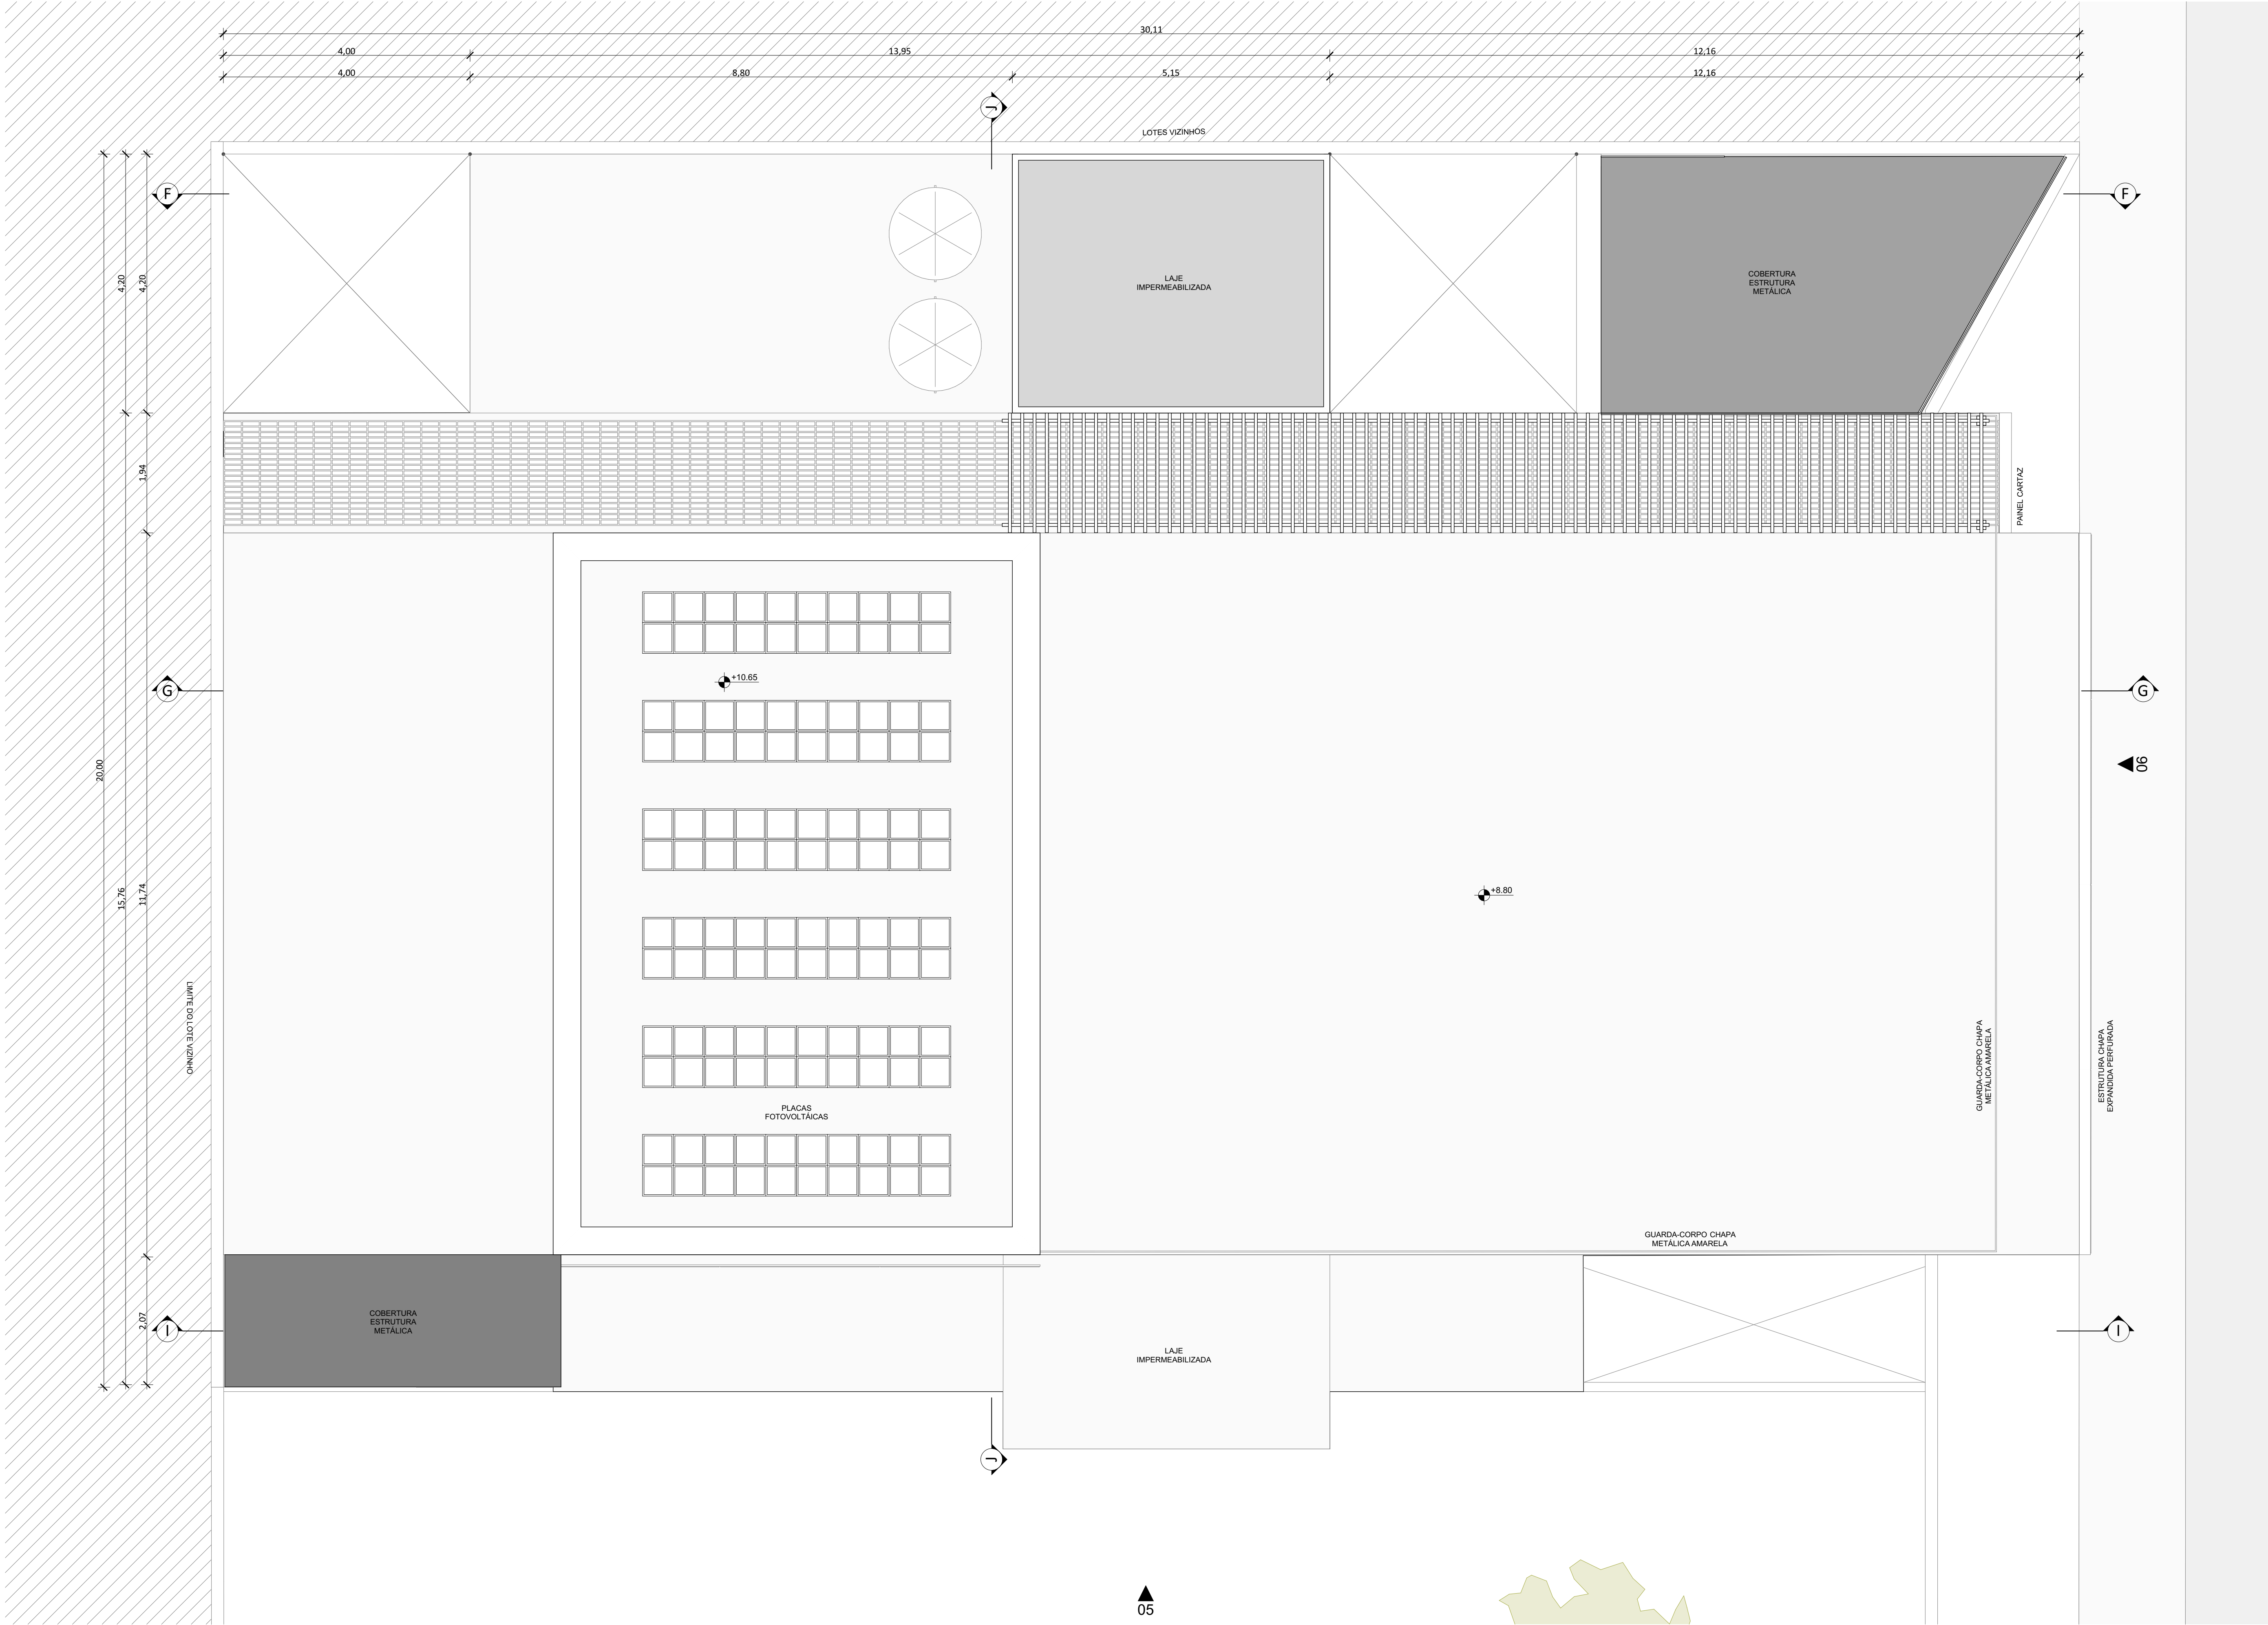 30,11
4,00
13,95
12,16
4,00
8,80
5,15
12,16
J
LOTES VIZINHOS
F
F
4,20
4,20
LAJE
IMPERMEABILIZADA
COBERTURA
ESTRUTURA
METÁLICA
1,94
PAINEL CARTAZ
+10.65
G
G
20,00
06
15,76
11,74
+8.80
LIMITE DO LOTE VIZINHO
GUARDA-CORPO CHAPA
METÁLICA AMARELA
ESTRUTURA CHAPA
EXPANDIDA PERFURADA
PLACAS
FOTOVOLTÁICAS
GUARDA-CORPO CHAPA
METÁLICA AMARELA
2,07
I
COBERTURA
ESTRUTURA
METÁLICA
LAJE
IMPERMEABILIZADA
I
J
05